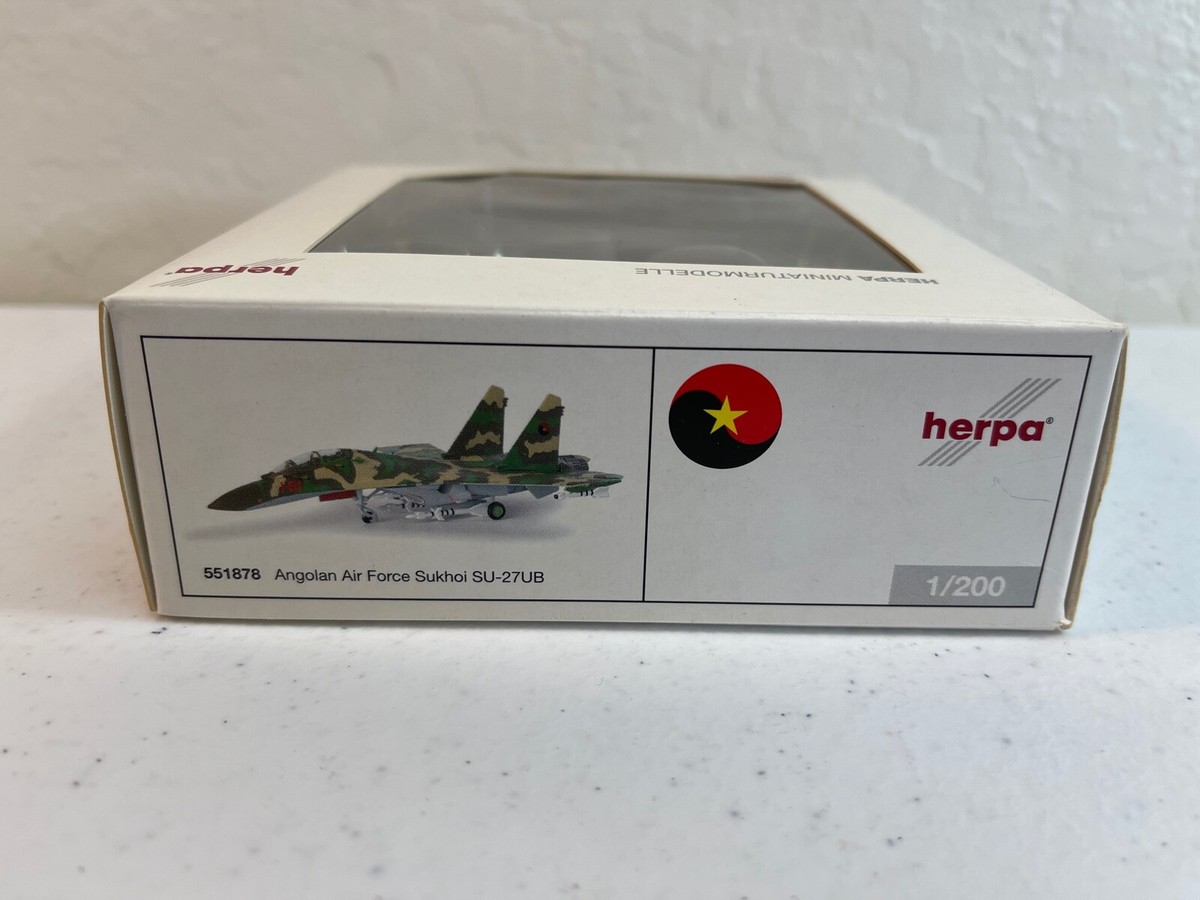 herpa®
HERPA MINIATURMODELLE
551878 Angolan Air Force Sukhoi SU-27UB
herpa®
1/200